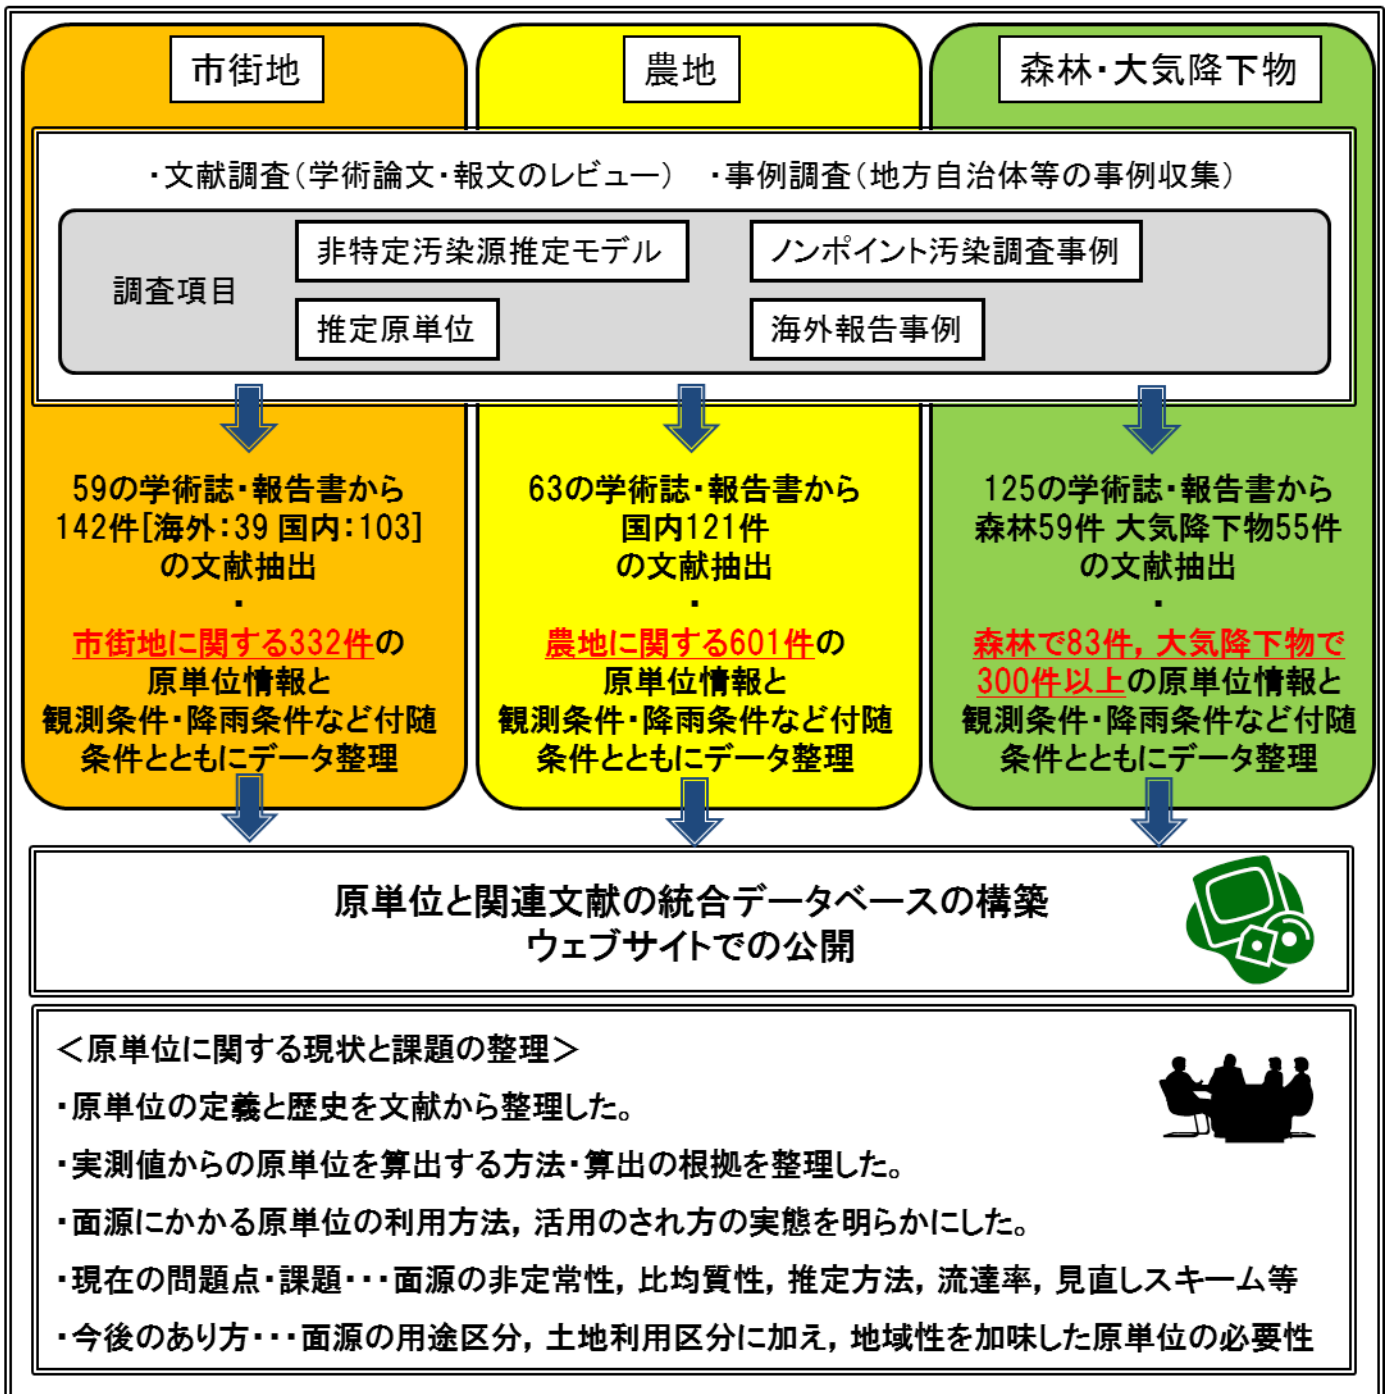 市街地
農地
森林・大気降下物
・文献調査(学術論文・報文のレビュー) ・事例調査(地方自治体等の事例収集)
調査項目
非特定汚染源推定モデル
ノンポイント汚染調査事例
推定原単位
海外報告事例
59の学術誌・報告書から
142件[海外:39 国内:103]
の文献抽出
・
市街地に関する332件の
原単位情報と
観測条件・降雨条件など付随
条件とともにデータ整理
63の学術誌・報告書から
国内121件
の文献抽出
・
農地に関する601件の
原単位情報と
観測条件・降雨条件など付随
条件とともにデータ整理
125の学術誌・報告書から
森林59件 大気降下物55件
の文献抽出
・
森林で83件, 大気降下物で
300件以上の原単位情報と
観測条件・降雨条件など付随
条件とともにデータ整理
原単位と関連文献の統合データベースの構築
ウェブサイトでの公開
<原単位に関する現状と課題の整理>
・原単位の定義と歴史を文献から整理した。
・実測値からの原単位を算出する方法・算出の根拠を整理した。
・面源にかかる原単位の利用方法, 活用のされ方の実態を明らかにした。
・現在の問題点・課題・・・面源の非定常性, 比均質性, 推定方法, 流達率, 見直しスキーム等
・今後のあり方・・・面源の用途区分, 土地利用区分に加え, 地域性を加味した原単位の必要性